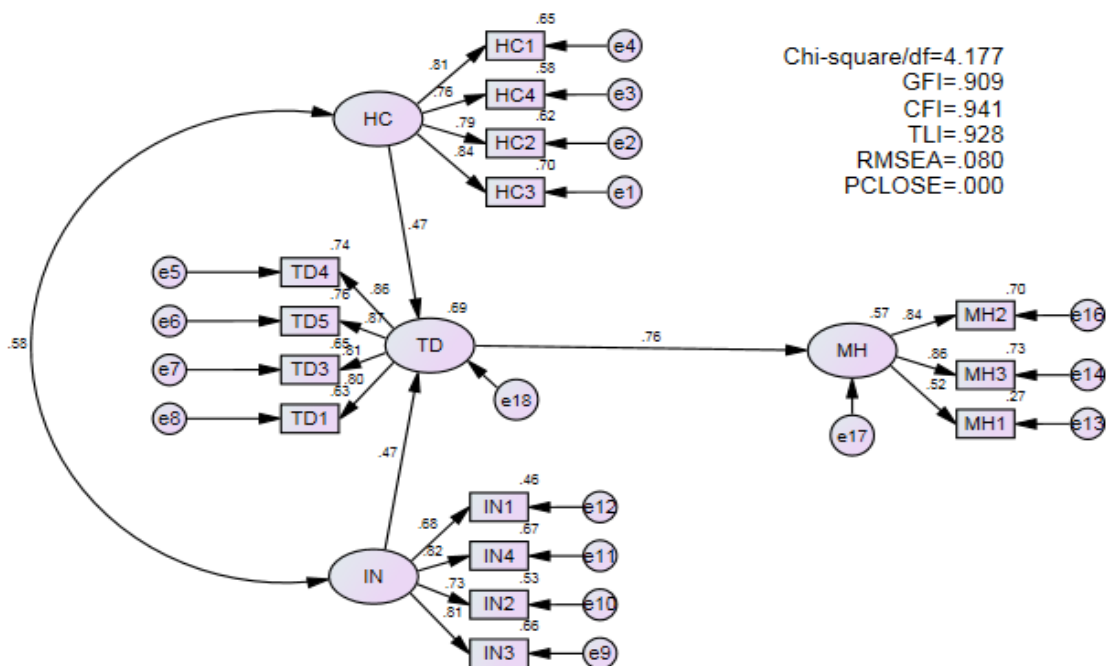 .65
HC1
e4
.81
.58
.76
HC4
e3
HC
.62
.79
HC2
e2
.84
.70
HC3
e1
Chi-square/df=4.177
GFI=.909
CFI=.941
TLI=.928
RMSEA=.080
PCLOSE=.000
.47
.58
.74
e5
TD4
.86
.76
.69
e6
TD5
.87
TD
.65
.81
e7
TD3
.80
.63
e8
TD1
e18
.76
.57
.84
.70
MH2
e16
MH
.86
.73
MH3
e14
.52
.27
MH1
e13
e17
.47
.46
IN1
e12
.68
.67
.82
IN4
e11
IN
.53
.73
IN2
e10
.81
.66
IN3
e9